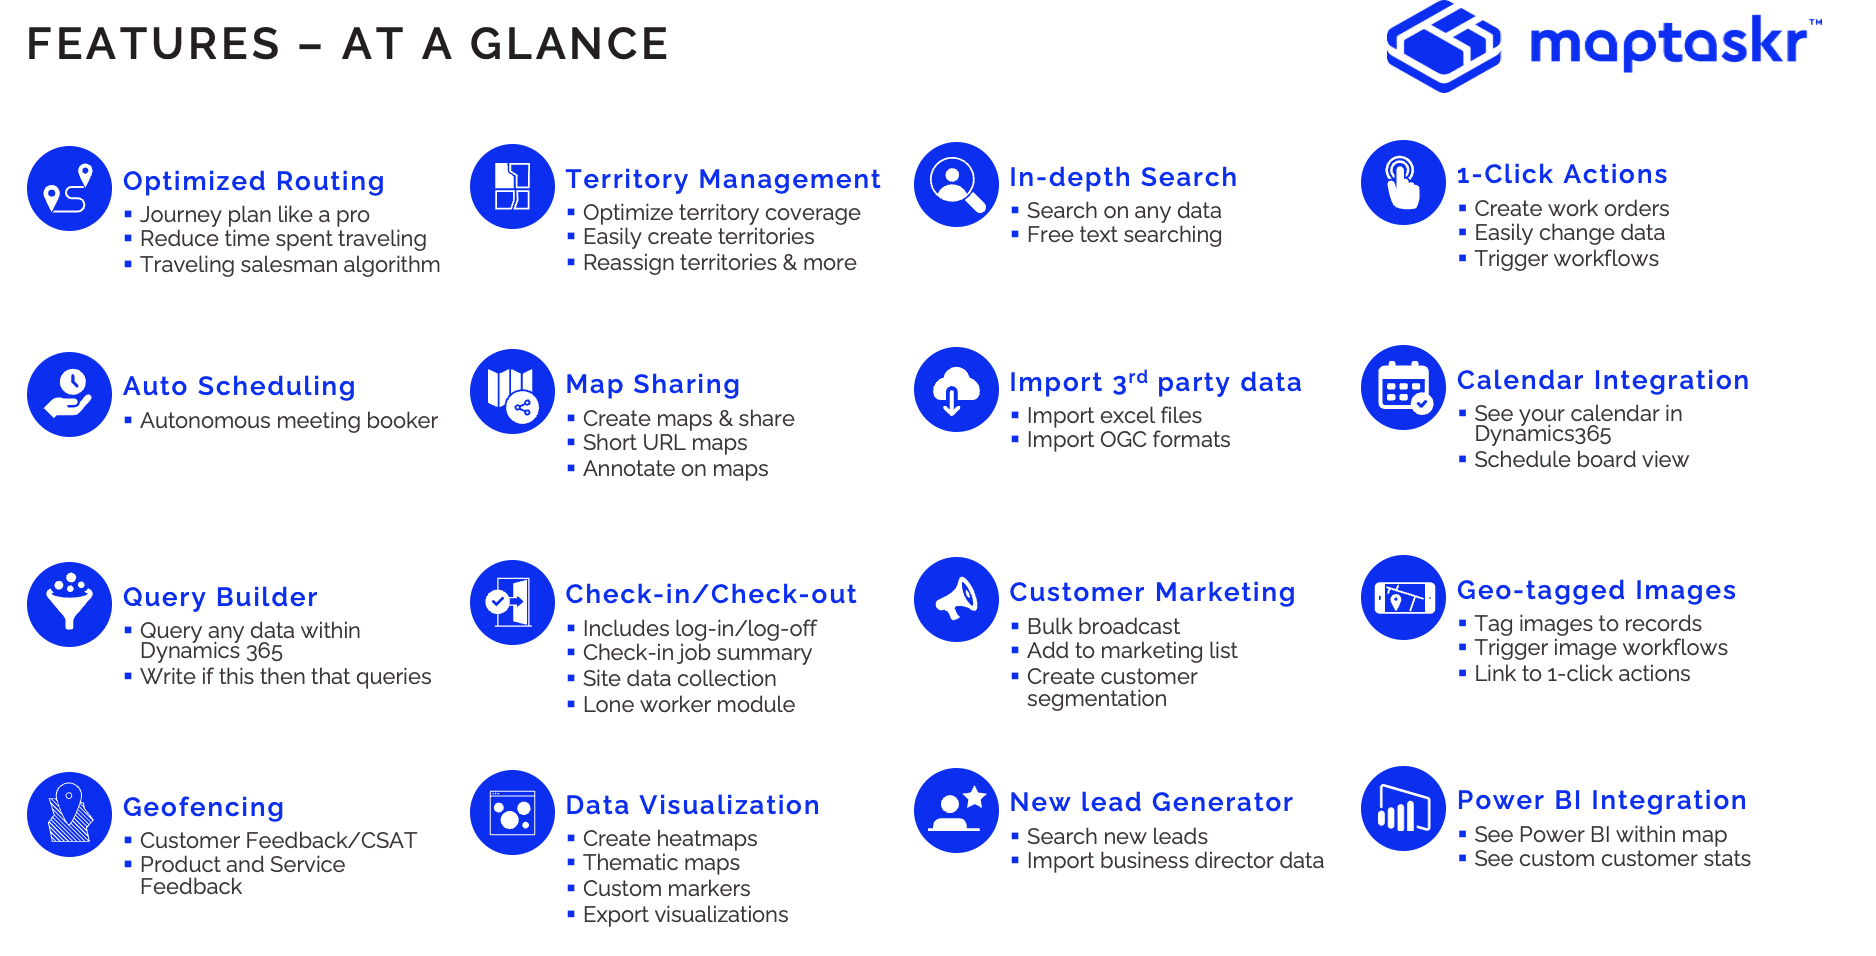 FEATURES – AT A GLANCE
maptaskr™
Optimized Routing
▪ Journey plan like a pro
▪ Reduce time spent traveling
▪ Traveling salesman algorithm
Territory Management
▪ Optimize territory coverage
▪ Easily create territories
▪ Reassign territories & more
In-depth Search
▪ Search on any data
▪ Free text searching
1-Click Actions
▪ Create work orders
▪ Easily change data
▪ Trigger workflows
Auto Scheduling
▪ Autonomous meeting booker
Map Sharing
▪ Create maps & share
▪ Short URL maps
▪ Annotate on maps
Import 3rd party data
▪ Import excel files
▪ Import OGC formats
Calendar Integration
▪ See your calendar in
Dynamics365
▪ Schedule board view
Query Builder
▪ Query any data within
Dynamics 365
▪ Write if this then that queries
Check-in/Check-out
▪ Includes log-in/log-off
▪ Check-in job summary
▪ Site data collection
▪ Lone worker module
Customer Marketing
▪ Bulk broadcast
▪ Add to marketing list
▪ Create customer
segmentation
Geo-tagged Images
▪ Tag images to records
▪ Trigger image workflows
▪ Link to 1-click actions
Geofencing
▪ Customer Feedback/CSAT
▪ Product and Service
Feedback
Data Visualization
▪ Create heatmaps
▪ Thematic maps
▪ Custom markers
▪ Export visualizations
New lead Generator
▪ Search new leads
▪ Import business director data
Power BI Integration
▪ See Power BI within map
▪ See custom customer stats